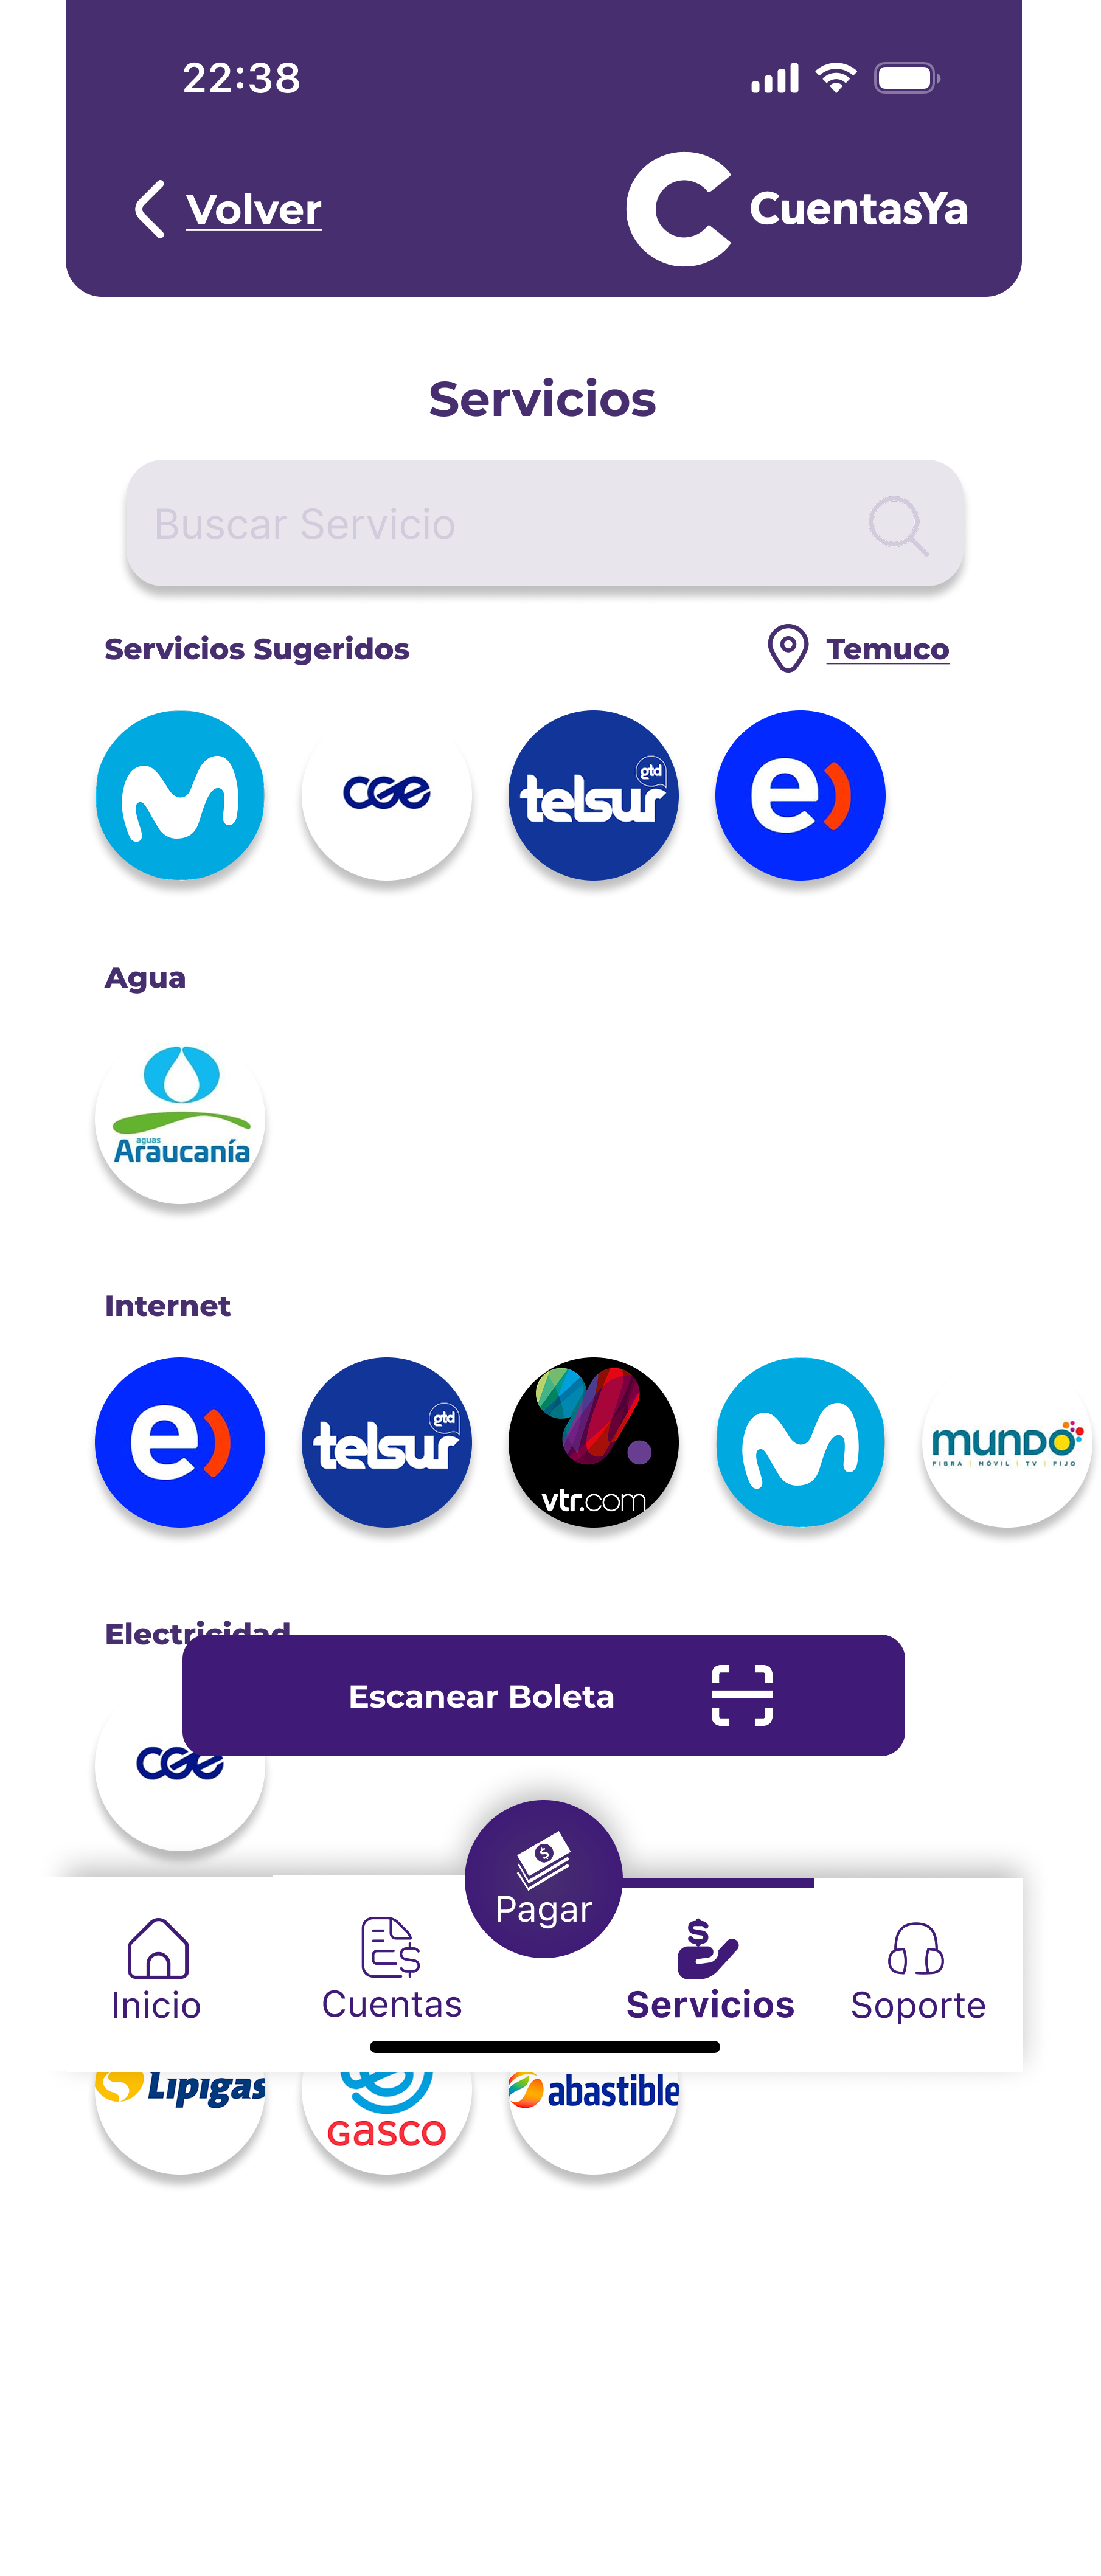 22:38
Volver
CuentasYa
Servicios
Buscar Servicio
Servicios Sugeridos
Temuco
cge
gtd
telsur
e)
Agua
aguas
Araucanía
Internet
e)
gtd
telsur
vtr.com
mundo
FIBRA | MÓVIL | TV | FIJO
Electricidad
Escanear Boleta
cge
Pagar
Inicio
Cuentas
Servicios
Soporte
Lipigas
Gasco
abastible